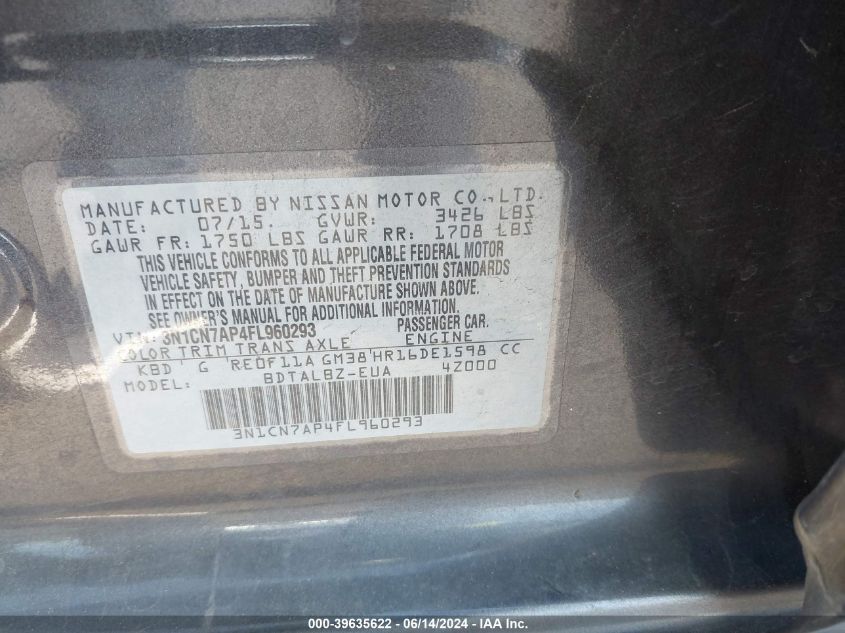 MANUFACTURED BY NISSAN MOTOR CO.,LTD.
DATE: 07/15. GVWR: 3426 LBS
GAWR FR: 1750 LBS GAWR RR: 1708 LBS
THIS VEHICLE CONFORMS TO ALL APPLICABLE FEDERAL MOTOR
VEHICLE SAFETY, BUMPER AND THEFT PREVENTION STANDARDS
IN EFFECT ON THE DATE OF MANUFACTURE SHOWN ABOVE.
SEE OWNER'S MANUAL FOR ADDITIONAL INFORMATION.
VIN: 3N1CN7AP4FL960293 PASSENGER CAR.
COLOR TRIM TRANS AXLE ENGINE
KBD G RE0F11A GM38 HR16DE1598 CC
MODEL: BDTALBZ-EUA 4Z000
3N1CN7AP4FL960293
000-39635622 - 06/14/2024 - IAA Inc.